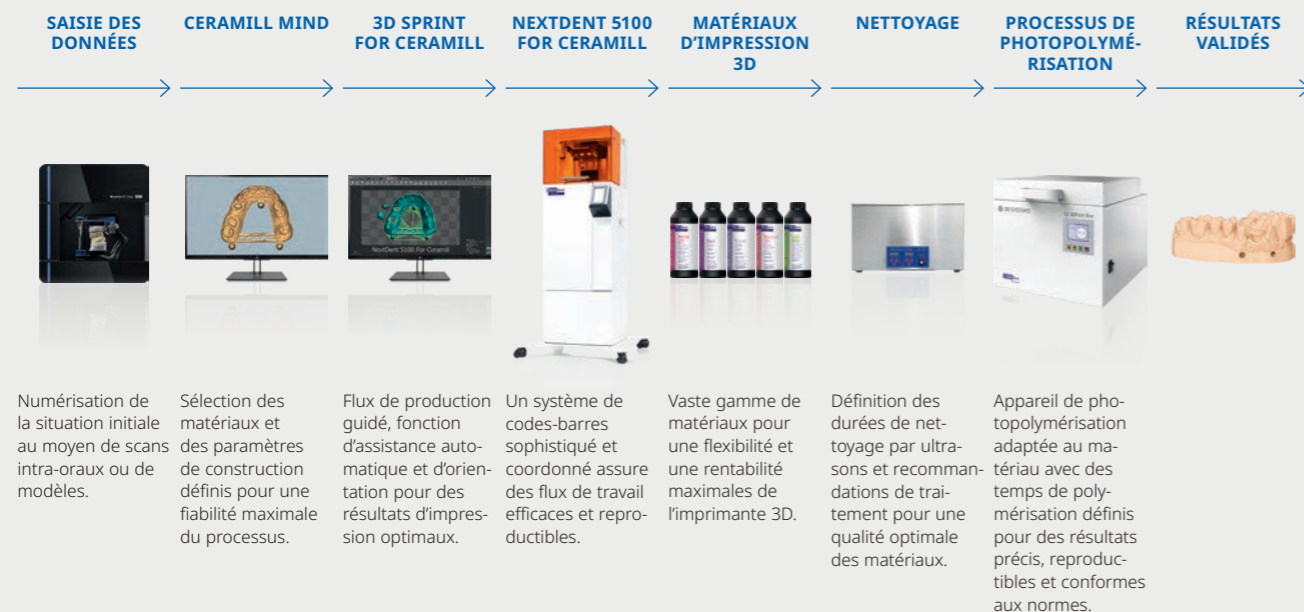 SAISIE DES
DONNÉES
CERAMILL MIND
3D SPRINT
FOR CERAMILL
NEXTDENT 5100
FOR CERAMILL
MATÉRIAUX
D’IMPRESSION
3D
NETTOYAGE
PROCESSUS DE
PHOTOPOLYMÉ-
RISATION
RÉSULTATS
VALIDÉS
NextDent 5100 For Ceramill
3D SYSTEMS
Numérisation de
la situation initiale
au moyen de scans
intra-oraux ou de
modèles.
Sélection des
matériaux et
des paramètres
de construction
définis pour une
fiabilité maximale
du processus.
Flux de production
guidé, fonction
d’assistance auto-
matique et d’orien-
tation pour des
résultats d’impres-
sion optimaux.
Un système de
codes-barres
sophistiqué et
coordonné assure
des flux de travail
efficaces et repro-
ductibles.
Vaste gamme de
matériaux pour
une flexibilité et
une rentabilité
maximales de
l’imprimante 3D.
Définition des
durées de net-
toyage par ultra-
sons et recomman-
dations de trai-
tement pour une
qualité optimale
des matériaux.
Appareil de pho-
topolymérisation
adaptée au ma-
tériau avec des
temps de poly-
mérisation définis
pour des résultats
précis, reproduc-
tibles et conformes
aux normes.